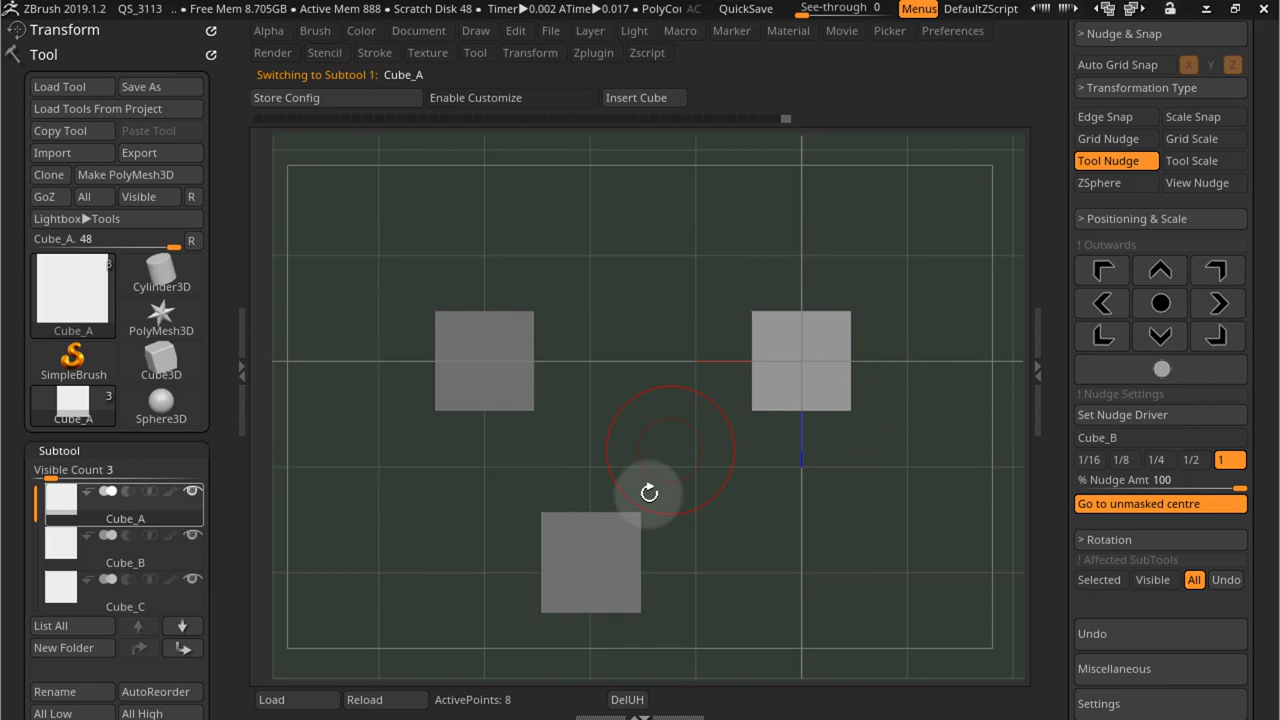 ZBrush 2019.1.2 QS_3113 .. • Free Mem 8.705GB • Active Mem 888 • Scratch Disk 48 • Timer▶0.002 ATime▶0.017 • PolyCou AC QuickSave See-through 0 Menus DefaultZScript
Transform
Tool
Load Tool Save As
Load Tools From Project
Copy Tool Paste Tool
Import Export
Clone Make PolyMesh3D
GoZ All Visible R
Lightbox▶Tools
Cube_A. 48 R
3
Cylinder3D
Cube_A PolyMesh3D
SimpleBrush Cube3D
3
Cube_A Sphere3D
Subtool
Visible Count 3
Cube_A
Cube_B
Cube_C
List All
New Folder
Rename AutoReorder
All Low All High
Alpha Brush Color Document Draw Edit File Layer Light Macro Marker Material Movie Picker Preferences
Render Stencil Stroke Texture Tool Transform Zplugin Zscript
Switching to Subtool 1: Cube_A
Store Config Enable Customize Insert Cube
Load Reload ActivePoints: 8 DelUH
> Nudge & Snap
Auto Grid Snap X Y Z
> Transformation Type
Edge Snap Scale Snap
Grid Nudge Grid Scale
Tool Nudge Tool Scale
ZSphere View Nudge
> Positioning & Scale
! Outwards
! Nudge Settings
Set Nudge Driver
Cube_B
1/16 1/8 1/4 1/2 1
% Nudge Amt 100
Go to unmasked centre
> Rotation
! Affected SubTools
Selected Visible All Undo
Undo
Miscellaneous
Settings